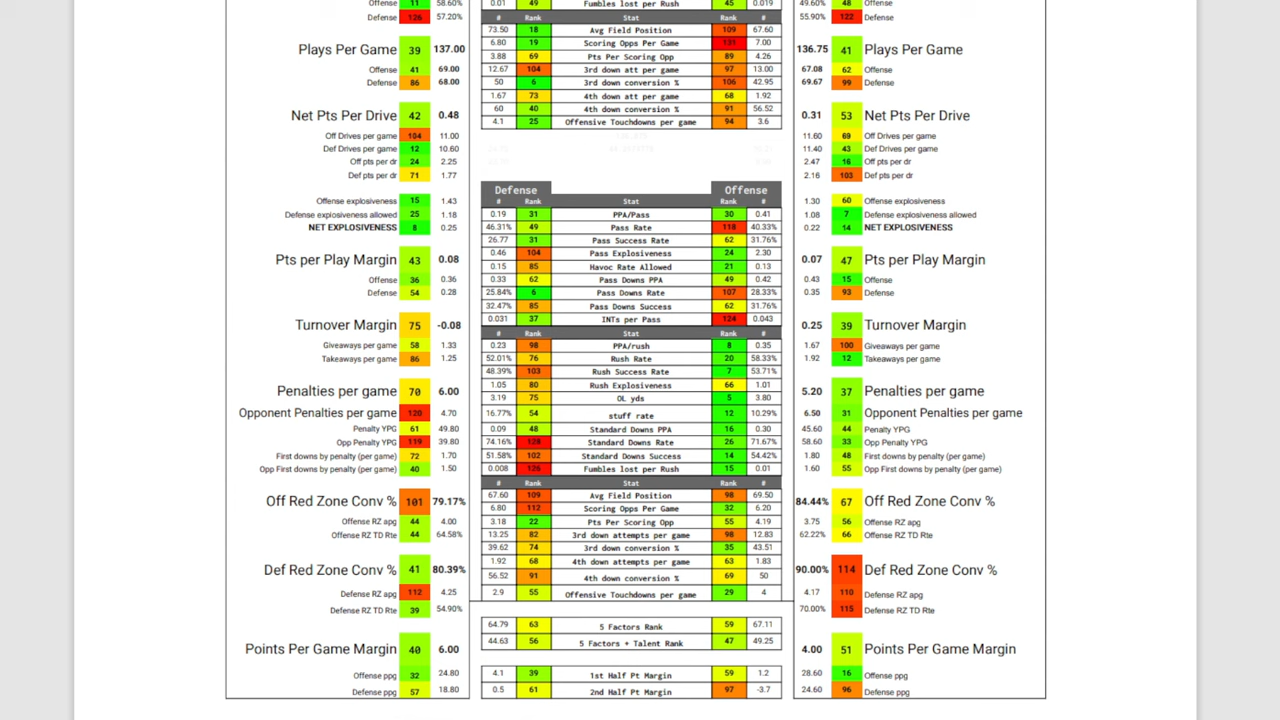 Offense 11 58.60% 0.01 49 Fumbles lost per Rush 45 0.019 49.60% 48 Offense
Defense 126 57.20% # Rank Stat Rank # 55.90% 122 Defense
73.50 18 Avg Field Position 109 67.60
Plays Per Game 39 137.00 6.80 19 Scoring Opps Per Game 131 7.00 136.75 41 Plays Per Game
3.88 69 Pts Per Scoring Opp 89 4.26
Offense 41 69.00 12.67 104 3rd down att per game 97 13.00 67.08 62 Offense
Defense 86 68.00 50 6 3rd down conversion % 106 42.95 69.67 99 Defense
1.67 73 4th down att per game 68 1.92
Net Pts Per Drive 42 0.48 60 40 4th down conversion % 91 56.52 0.31 53 Net Pts Per Drive
4.1 25 Offensive Touchdowns per game 94 3.6
Off Drives per game 104 11.00 11.60 69 Off Drives per game
Def Drives per game 12 10.60 11.40 43 Def Drives per game
Off pts per dr 24 2.25 2.47 16 Off pts per dr
Def pts per dr 71 1.77 2.16 103 Def pts per dr
Defense Offense
Offense explosiveness 15 1.43 # Rank Stat Rank # 1.30 60 Offense explosiveness
Defense explosiveness allowed 25 1.18 0.19 31 PPA/Pass 30 0.41 1.08 7 Defense explosiveness allowed
NET EXPLOSIVENESS 8 0.25 46.31% 49 Pass Rate 118 40.33% 0.22 14 NET EXPLOSIVENESS
26.77 31 Pass Success Rate 62 31.76%
Pts per Play Margin 43 0.08 0.46 104 Pass Explosiveness 24 2.30 0.07 47 Pts per Play Margin
0.15 85 Havoc Rate Allowed 21 0.13
Offense 36 0.36 0.33 62 Pass Downs PPA 49 0.42 0.43 15 Offense
Defense 54 0.28 25.84% 6 Pass Downs Rate 107 28.33% 0.35 93 Defense
32.47% 85 Pass Downs Success 62 31.76%
Turnover Margin 75 -0.08 0.031 37 INTs per Pass 124 0.043 0.25 39 Turnover Margin
# Rank Stat Rank #
Giveaways per game 58 1.33 0.23 98 PPA/rush 8 0.35 1.67 100 Giveaways per game
Takeaways per game 86 1.25 52.01% 76 Rush Rate 20 58.33% 1.92 12 Takeaways per game
48.39% 103 Rush Success Rate 7 53.71%
Penalties per game 70 6.00 1.05 80 Rush Explosiveness 66 1.01 5.20 37 Penalties per game
3.19 75 OL yds 5 3.80
Opponent Penalties per game 120 4.70 16.77% 54 stuff rate 12 10.29% 6.50 31 Opponent Penalties per game
Penalty YPG 61 49.80 0.09 48 Standard Downs PPA 16 0.30 45.60 44 Penalty YPG
Opp Penalty YPG 119 39.80 74.16% 128 Standard Downs Rate 26 71.67% 58.60 33 Opp Penalty YPG
First downs by penalty (per game) 72 1.70 51.58% 102 Standard Downs Success 14 54.42% 1.80 48 First downs by penalty (per game)
Opp First downs by penalty (per game) 40 1.50 0.008 126 Fumbles lost per Rush 15 0.01 1.60 55 Opp First downs by penalty (per game)
# Rank Stat Rank #
Off Red Zone Conv % 101 79.17% 67.60 109 Avg Field Position 98 69.50 84.44% 67 Off Red Zone Conv %
6.80 112 Scoring Opps Per Game 32 6.20
Offense RZ apg 44 4.00 3.18 22 Pts Per Scoring Opp 55 4.19 3.75 56 Offense RZ apg
Offense RZ TD Rte 44 64.58% 13.25 82 3rd down attempts per game 98 12.83 62.22% 66 Offense RZ TD Rte
39.62 74 3rd down conversion % 35 43.51
Def Red Zone Conv % 41 80.39% 1.92 68 4th down attempts per game 63 1.83 90.00% 114 Def Red Zone Conv %
56.52 91 4th down conversion % 69 50
Defense RZ apg 112 4.25 2.9 55 Offensive Touchdowns per game 29 4 4.17 110 Defense RZ apg
Defense RZ TD Rte 39 54.90% 70.00% 115 Defense RZ TD Rte
64.79 63 5 Factors Rank 59 67.11
Points Per Game Margin 40 6.00 44.63 56 5 Factors + Talent Rank 47 49.25 4.00 51 Points Per Game Margin
Offense ppg 32 24.80 4.1 39 1st Half Pt Margin 59 1.2 28.60 16 Offense ppg
Defense ppg 57 18.80 0.5 61 2nd Half Pt Margin 97 -3.7 24.60 96 Defense ppg